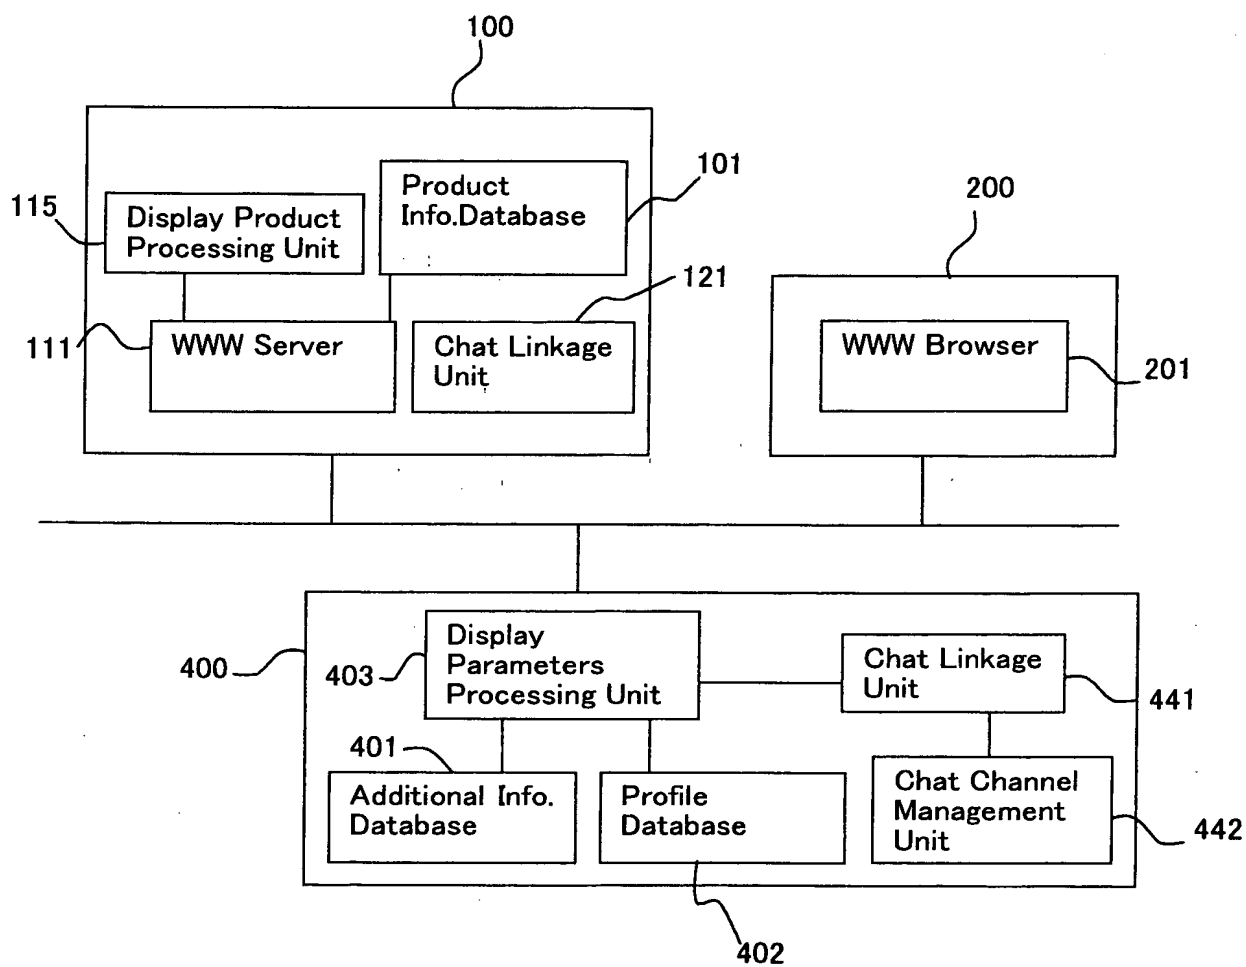 100
Product
Info.Database
101
115
Display Product
Processing Unit
200
121
111
WWW Server
Chat Linkage
Unit
WWW Browser
201
400
403
Display
Parameters
Processing Unit
Chat Linkage
Unit
441
401
Additional Info.
Database
Profile
Database
Chat Channel
Management
Unit
442
402